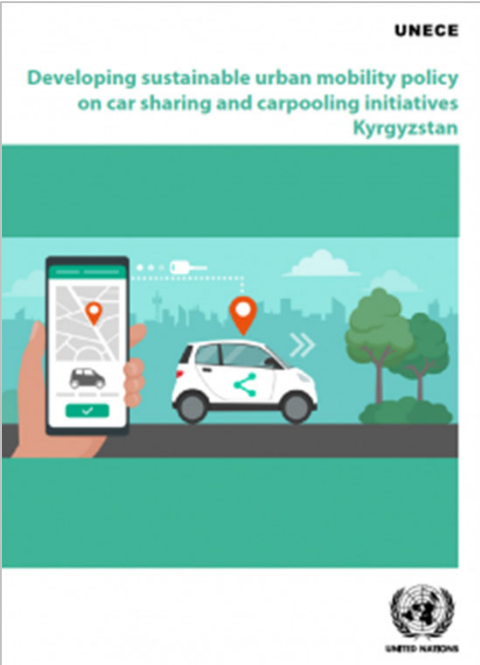 UNECE
Developing sustainable urban mobility policy
on car sharing and carpooling initiatives
Kyrgyzstan
UNITED NATIONS